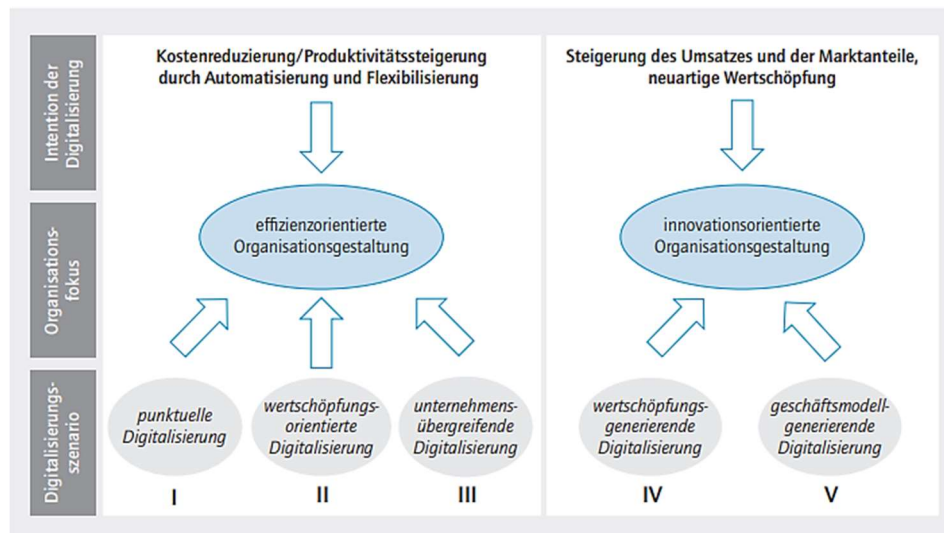 Intention der
Digitalisierung
Kostenreduzierung/Produktivitätssteigerung
durch Automatisierung und Flexibilisierung
Steigerung des Umsatzes und der Marktanteile,
neuartige Wertschöpfung
Organisations-
fokus
effizienzorientierte
Organisationsgestaltung
innovationsorientierte
Organisationsgestaltung
Digitalisierungs-
szenario
punktuelle
Digitalisierung
I
wertschöpfungs-
orientierte
Digitalisierung
II
unternehmens-
übergreifende
Digitalisierung
III
wertschöpfungs-
generierende
Digitalisierung
IV
geschäftsmodell-
generierende
Digitalisierung
V